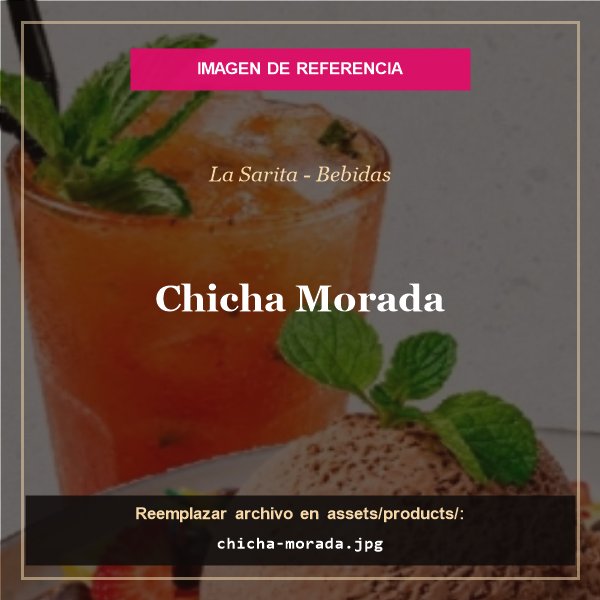 IMAGEN DE REFERENCIA
La Sarita - Bebidas
Chicha Morada
Reemplazar archivo en assets/products/:
chicha-morada.jpg